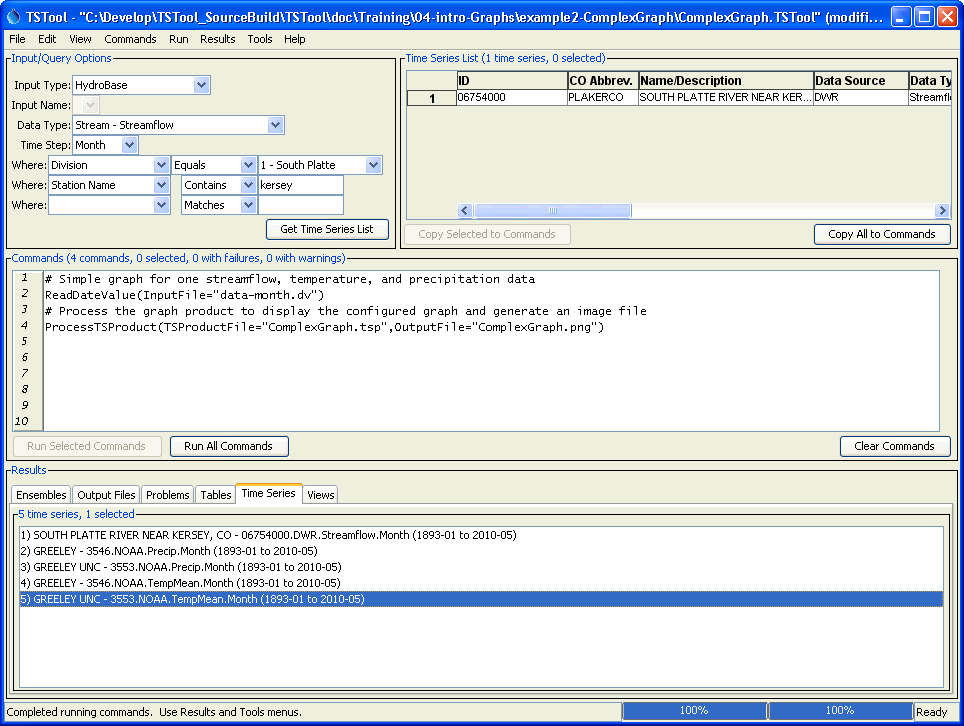 TSTool - "C:\Develop\TSTool_SourceBuild\TSTool\doc\Training\04-intro-Graphs\example2-ComplexGraph\ComplexGraph.TSTool" (modifi...
File Edit View Commands Run Results Tools Help
Input/Query Options
Input Type: HydroBase
Input Name:
Data Type: Stream - Streamflow
Time Step: Month
Where: Division Equals 1 - South Platte
Where: Station Name Contains kersey
Where: Matches
Get Time Series List
Time Series List (1 time series, 0 selected)
ID CO Abbrev. Name/Description Data Source Data Ty
1 06754000 PLAKERCO SOUTH PLATTE RIVER NEAR KER... DWR Streamfl
Copy Selected to Commands Copy All to Commands
Commands (4 commands, 0 selected, 0 with failures, 0 with warnings)
1 # Simple graph for one streamflow, temperature, and precipitation data
2 ReadDateValue(InputFile="data-month.dv")
3 # Process the graph product to display the configured graph and generate an image file
4 ProcessTSProduct(TSProductFile="ComplexGraph.tsp",OutputFile="ComplexGraph.png")
5
6
7
8
9
10
Run Selected Commands Run All Commands Clear Commands
Results
Ensembles Output Files Problems Tables Time Series Views
5 time series, 1 selected
1) SOUTH PLATTE RIVER NEAR KERSEY, CO - 06754000.DWR.Streamflow.Month (1893-01 to 2010-05)
2) GREELEY - 3546.NOAA.Precip.Month (1893-01 to 2010-05)
3) GREELEY UNC - 3553.NOAA.Precip.Month (1893-01 to 2010-05)
4) GREELEY - 3546.NOAA.TempMean.Month (1893-01 to 2010-05)
5) GREELEY UNC - 3553.NOAA.TempMean.Month (1893-01 to 2010-05)
Completed running commands.  Use Results and Tools menus. 100% 100% Ready